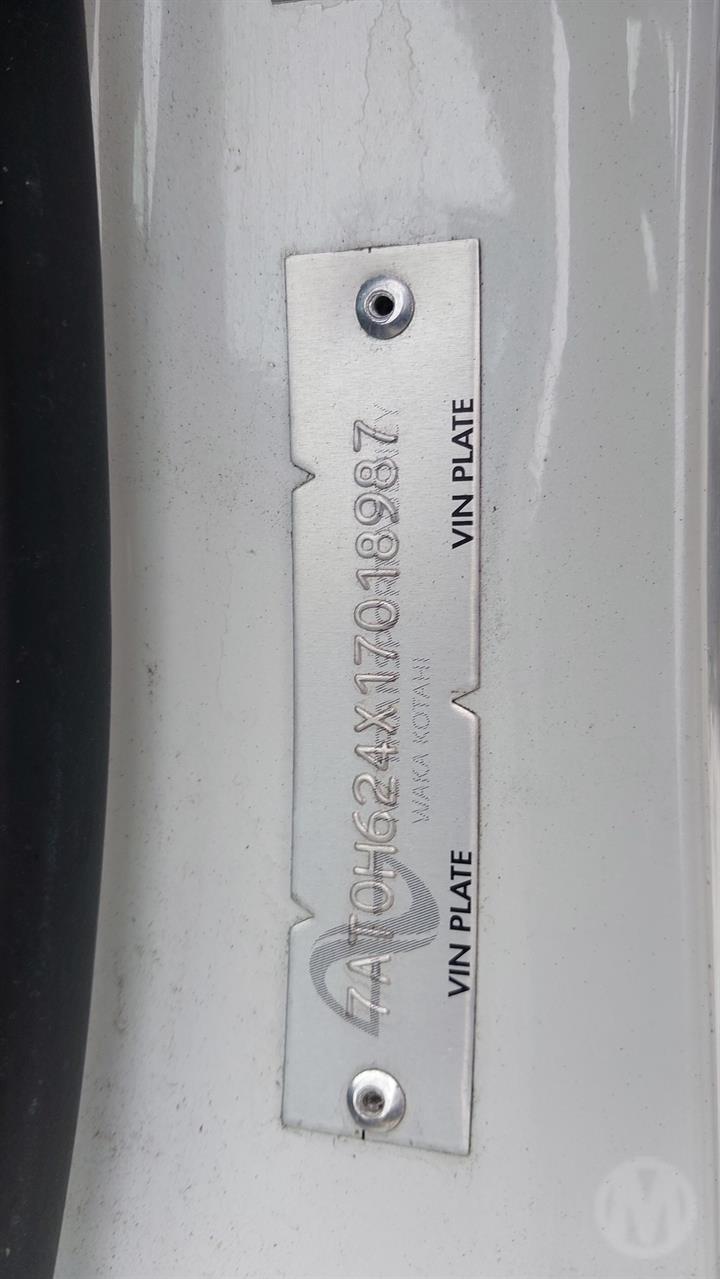 7AT0H624X17018987
WAKA KOTAHI
VIN PLATE VIN PLATE
M